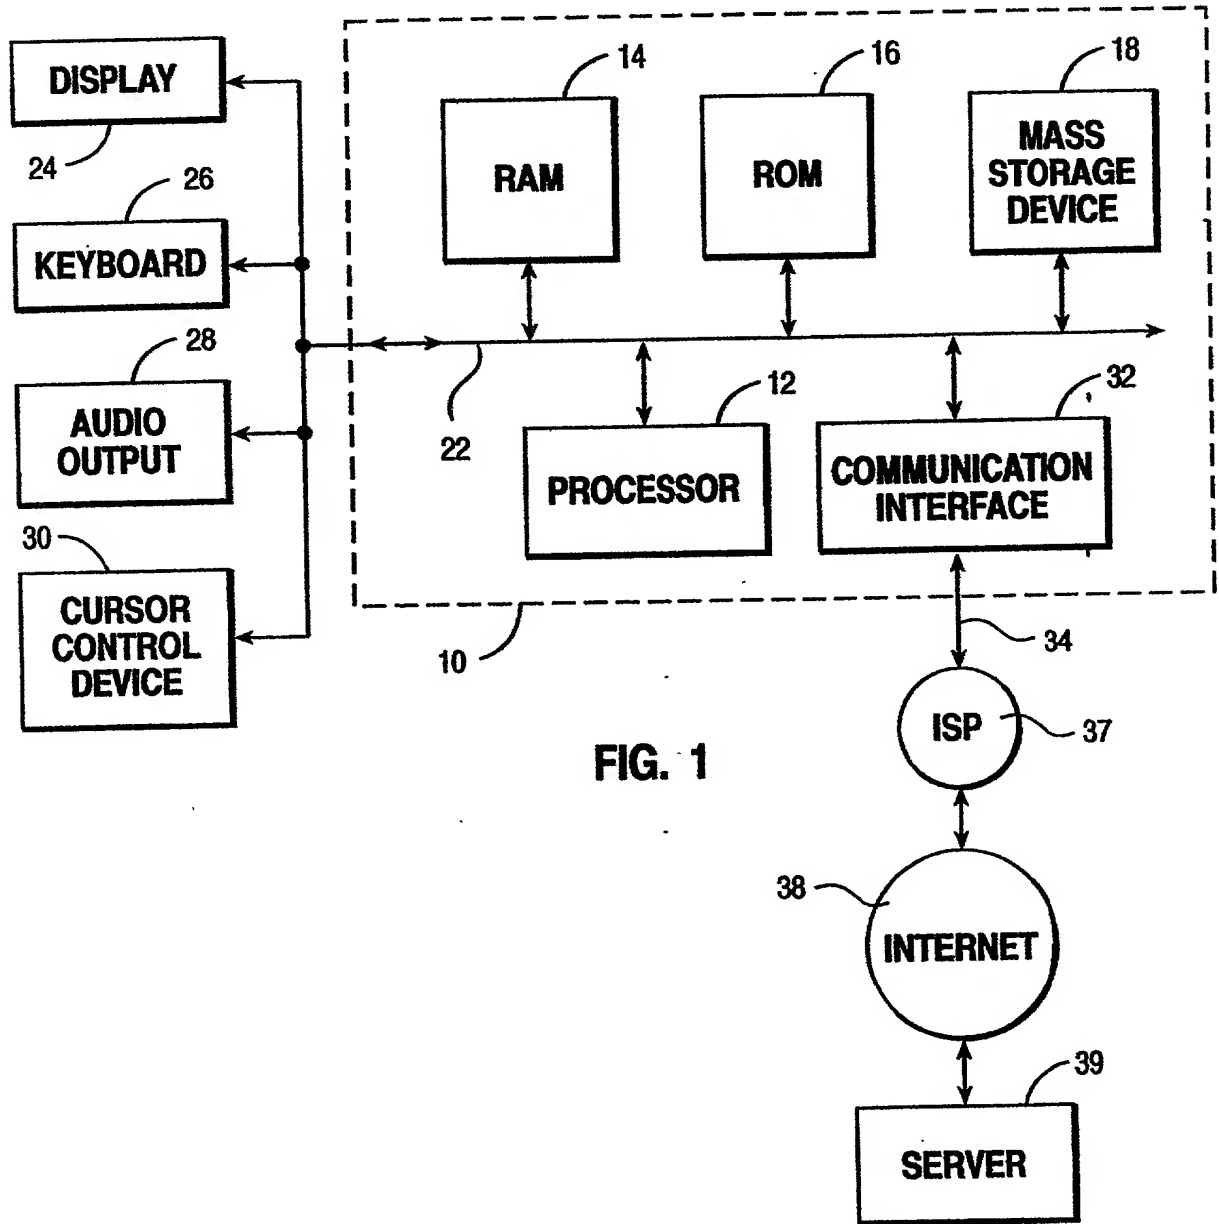 DISPLAY
24
26
KEYBOARD
28
AUDIO
OUTPUT
30
CURSOR
CONTROL
DEVICE
14
RAM
16
ROM
18
MASS
STORAGE
DEVICE
22
12
PROCESSOR
32
COMMUNICATION
INTERFACE
10
34
ISP
37
FIG. 1
38
INTERNET
39
SERVER